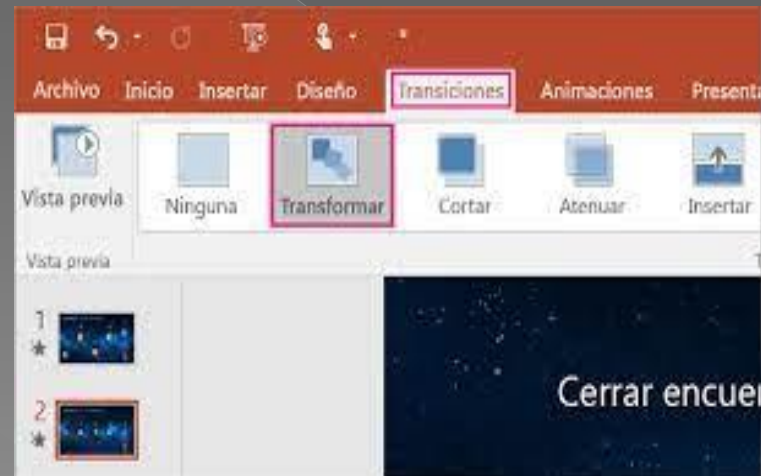 Archivo Inicio Insertar Diseño Transiciones Animaciones Presenta
Vista previa Ninguna Transformar Cortar Atenuar Insertar
Vista previa T
1
2
Cerrar encuer